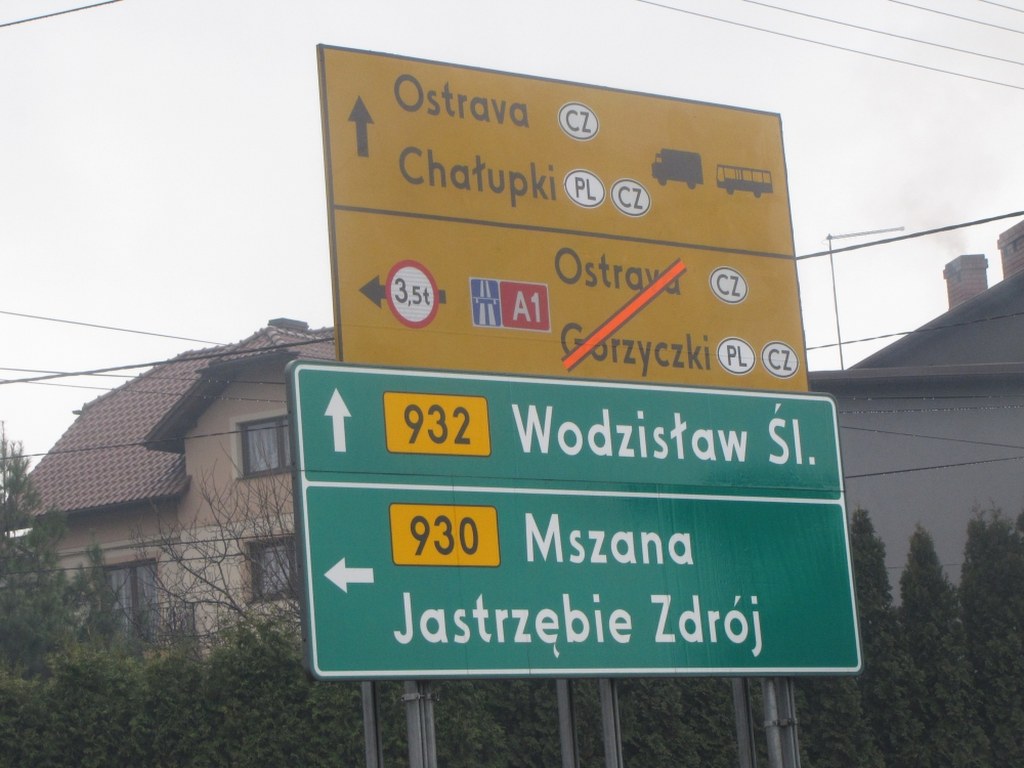 Ostrava CZ
Chałupki PL CZ
3,5t A1 Ostrava CZ
Gorzyczki PL CZ
932 Wodzisław Śl.
930 Mszana
Jastrzębie Zdrój